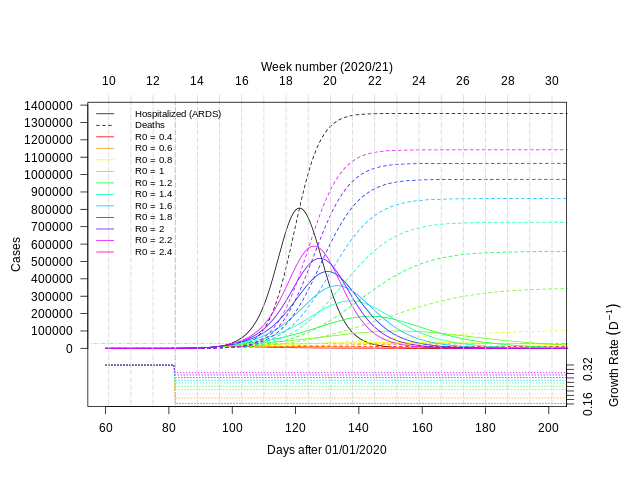 Week number (2020/21)
10 12 14 16 18 20 22 24 26 28 30
1400000
1300000
1200000
1100000
1000000
900000
800000
700000
600000
500000
400000
300000
200000
100000
0
Cases
Hospitalized (ARDS)
Deaths
R0 = 0.4
R0 = 0.6
R0 = 0.8
R0 = 1
R0 = 1.2
R0 = 1.4
R0 = 1.6
R0 = 1.8
R0 = 2
R0 = 2.2
R0 = 2.4
0.32
0.16
Growth Rate (D⁻¹)
60 80 100 120 140 160 180 200
Days after 01/01/2020